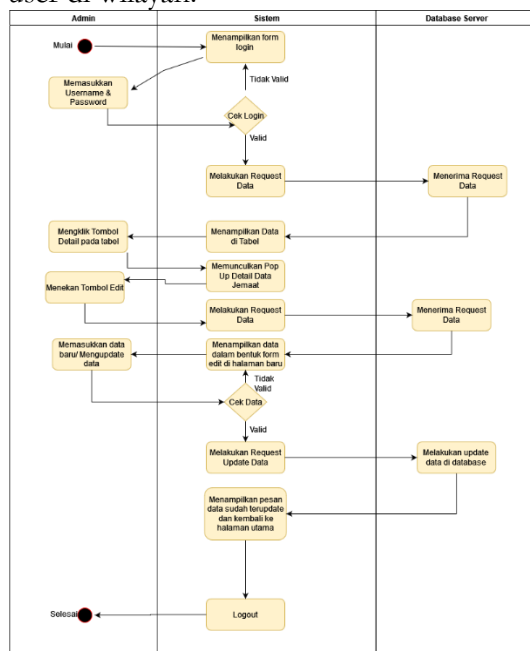 user di wilayah.
Admin
Sistem
Database Server
Mulai
Menampilkan form
login
Tidak Valid
Memasukkan
Username &
Password
Cek Login
Valid
Melakukan Request
Data
Menerima Request
Data
Mengklik Tombol
Detail pada tabel
Menampilkan Data
di Tabel
Memunculkan Pop
Up Detail Data
Jemaat
Menekan Tombol Edit
Melakukan Request
Data
Menerima Request
Data
Memasukkan data
baru/ Mengupdate
data
Menampilkan data
dalam bentuk form
edit di halaman baru
Tidak
Valid
Cek Data
Valid
Melakukan Request
Update Data
Melakukan update
data di database
Menampilkan pesan
data sudah terupdate
dan kembali ke
halaman utama
Selesai
Logout